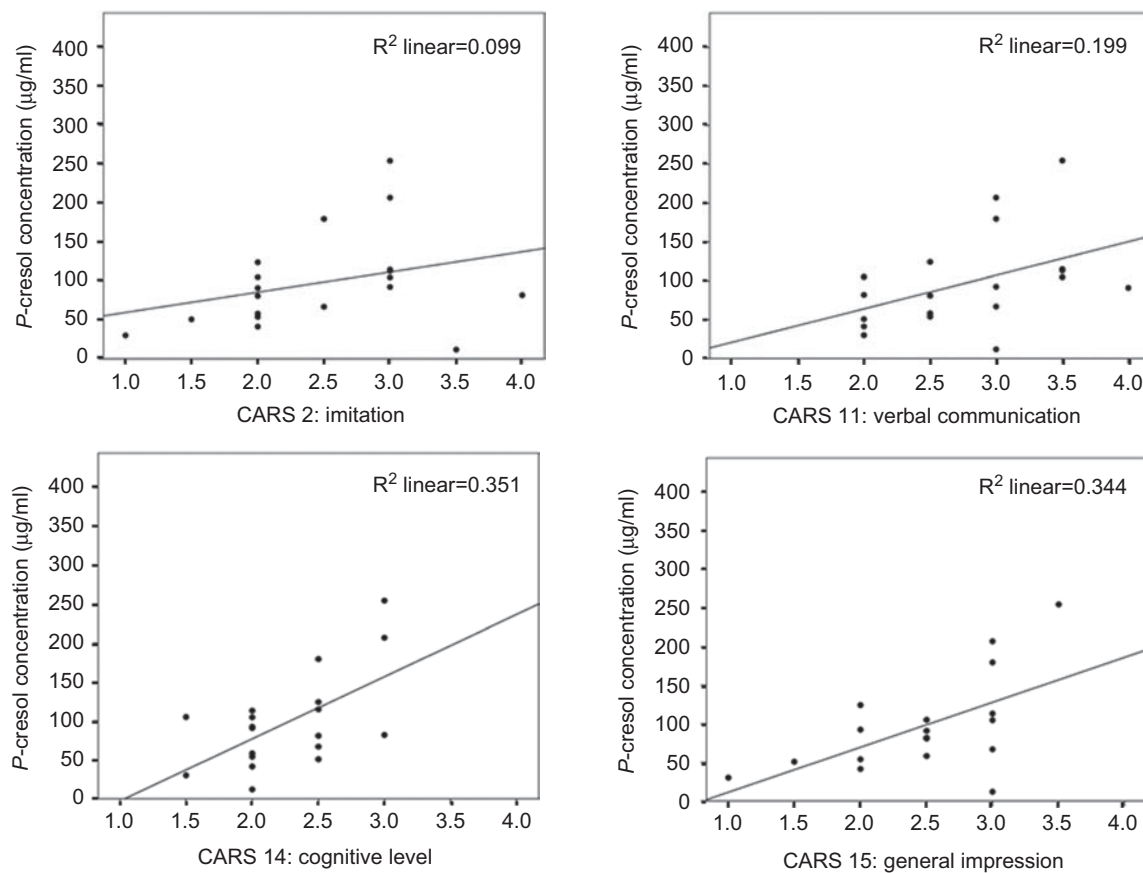 R² linear=0.099
P-cresol concentration (µg/ml)
400
350
300
250
200
150
100
50
0
1.0 1.5 2.0 2.5 3.0 3.5 4.0
CARS 2: imitation
R² linear=0.199
P-cresol concentration (µg/ml)
400
350
300
250
200
150
100
50
0
1.0 1.5 2.0 2.5 3.0 3.5 4.0
CARS 11: verbal communication
R² linear=0.351
P-cresol concentration (µg/ml)
400
350
300
250
200
150
100
50
0
1.0 1.5 2.0 2.5 3.0 3.5 4.0
CARS 14: cognitive level
R² linear=0.344
P-cresol concentration (µg/ml)
400
350
300
250
200
150
100
50
0
1.0 1.5 2.0 2.5 3.0 3.5 4.0
CARS 15: general impression